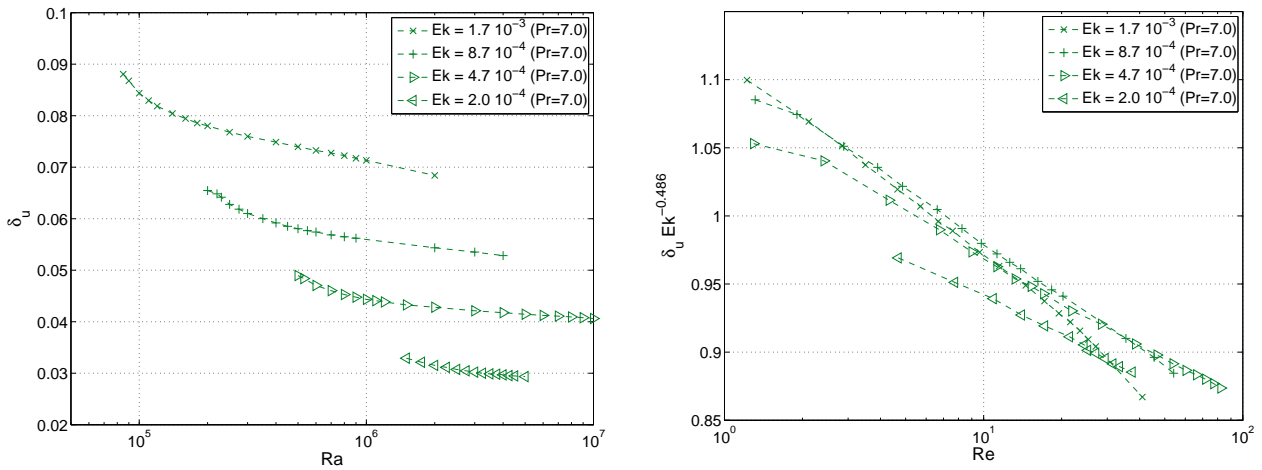 0.1
0.09
0.08
0.07
0.06
0.05
0.04
0.03
0.02
δ_u
10^5
10^6
10^7
Ra
Ek = 1.7 10^{-3} (Pr=7.0)
Ek = 8.7 10^{-4} (Pr=7.0)
Ek = 4.7 10^{-4} (Pr=7.0)
Ek = 2.0 10^{-4} (Pr=7.0)
1.1
1.05
1
0.95
0.9
0.85
δ_u Ek^{-0.486}
10^0
10^1
10^2
Re
Ek = 1.7 10^{-3} (Pr=7.0)
Ek = 8.7 10^{-4} (Pr=7.0)
Ek = 4.7 10^{-4} (Pr=7.0)
Ek = 2.0 10^{-4} (Pr=7.0)